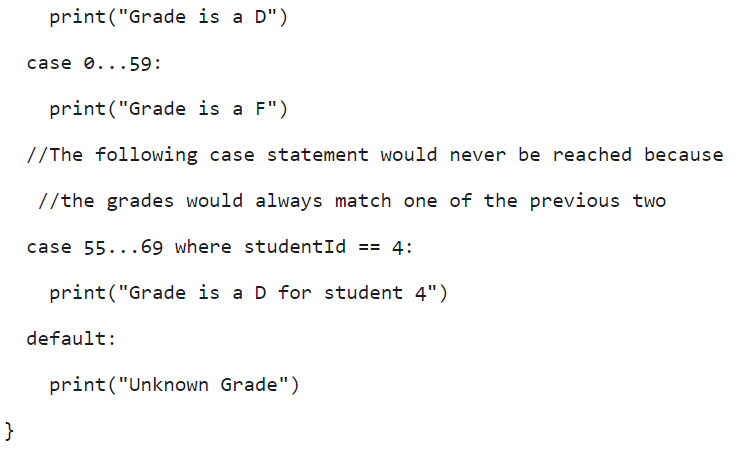 print("Grade is a D")
case 0...59:
print("Grade is a F")
//The following case statement would never be reached because
//the grades would always match one of the previous two
case 55...69 where studentId == 4:
print("Grade is a D for student 4")
default:
print("Unknown Grade")
}